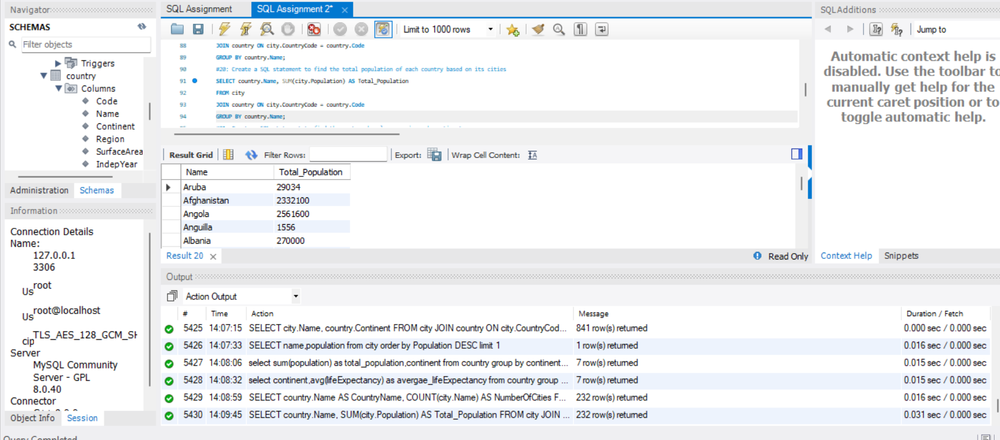 Navigator
SCHEMAS
Filter objects
Triggers
country
Columns
Code
Name
Continent
Region
SurfaceArea
IndepYear
Administration Schemas
Information
Connection Details
Name:
127.0.0.1
3306
Us root
Us root@localhost
cip TLS_AES_128_GCM_SH
Server
MySQL Community
Server - GPL
8.0.40
Connector
Object Info Session
Query Completed
SQL Assignment SQL Assignment 2*
Limit to 1000 rows
88 JOIN country ON city.CountryCode = country.Code
89 GROUP BY country.Name;
90 #20: Create a SQL statement to find the total population of each country based on its cities
91 SELECT country.Name, SUM(city.Population) AS Total_Population
92 FROM city
93 JOIN country ON city.CountryCode = country.Code
94 GROUP BY country.Name;
Result Grid Filter Rows: Export: Wrap Cell Content:
Name Total_Population
Aruba 29034
Afghanistan 2332100
Angola 2561600
Anguilla 1556
Albania 270000
Result 20 Read Only
Output
Action Output
# Time Action Message Duration / Fetch
5425 14:07:15 SELECT city.Name, country.Continent FROM city JOIN country ON city.CountryCod... 841 row(s) returned 0.000 sec / 0.000 sec
5426 14:07:33 SELECT name,population from city order by Population DESC limit 1 1 row(s) returned 0.016 sec / 0.000 sec
5427 14:08:06 select sum(population) as total_population,continent from country group by continent... 7 row(s) returned 0.015 sec / 0.000 sec
5428 14:08:32 select continent,avg(lifeExpectancy) as avergae_lifeExpectancy from country group ... 7 row(s) returned 0.015 sec / 0.000 sec
5429 14:08:59 SELECT country.Name AS CountryName, COUNT(city.Name) AS NumberOfCities F... 232 row(s) returned 0.016 sec / 0.000 sec
5430 14:09:45 SELECT country.Name, SUM(city.Population) AS Total_Population FROM city JOIN ... 232 row(s) returned 0.031 sec / 0.000 sec
SQLAdditions
Jump to
Automatic context help is
disabled. Use the toolbar to
manually get help for the
current caret position or to
toggle automatic help.
Context Help Snippets